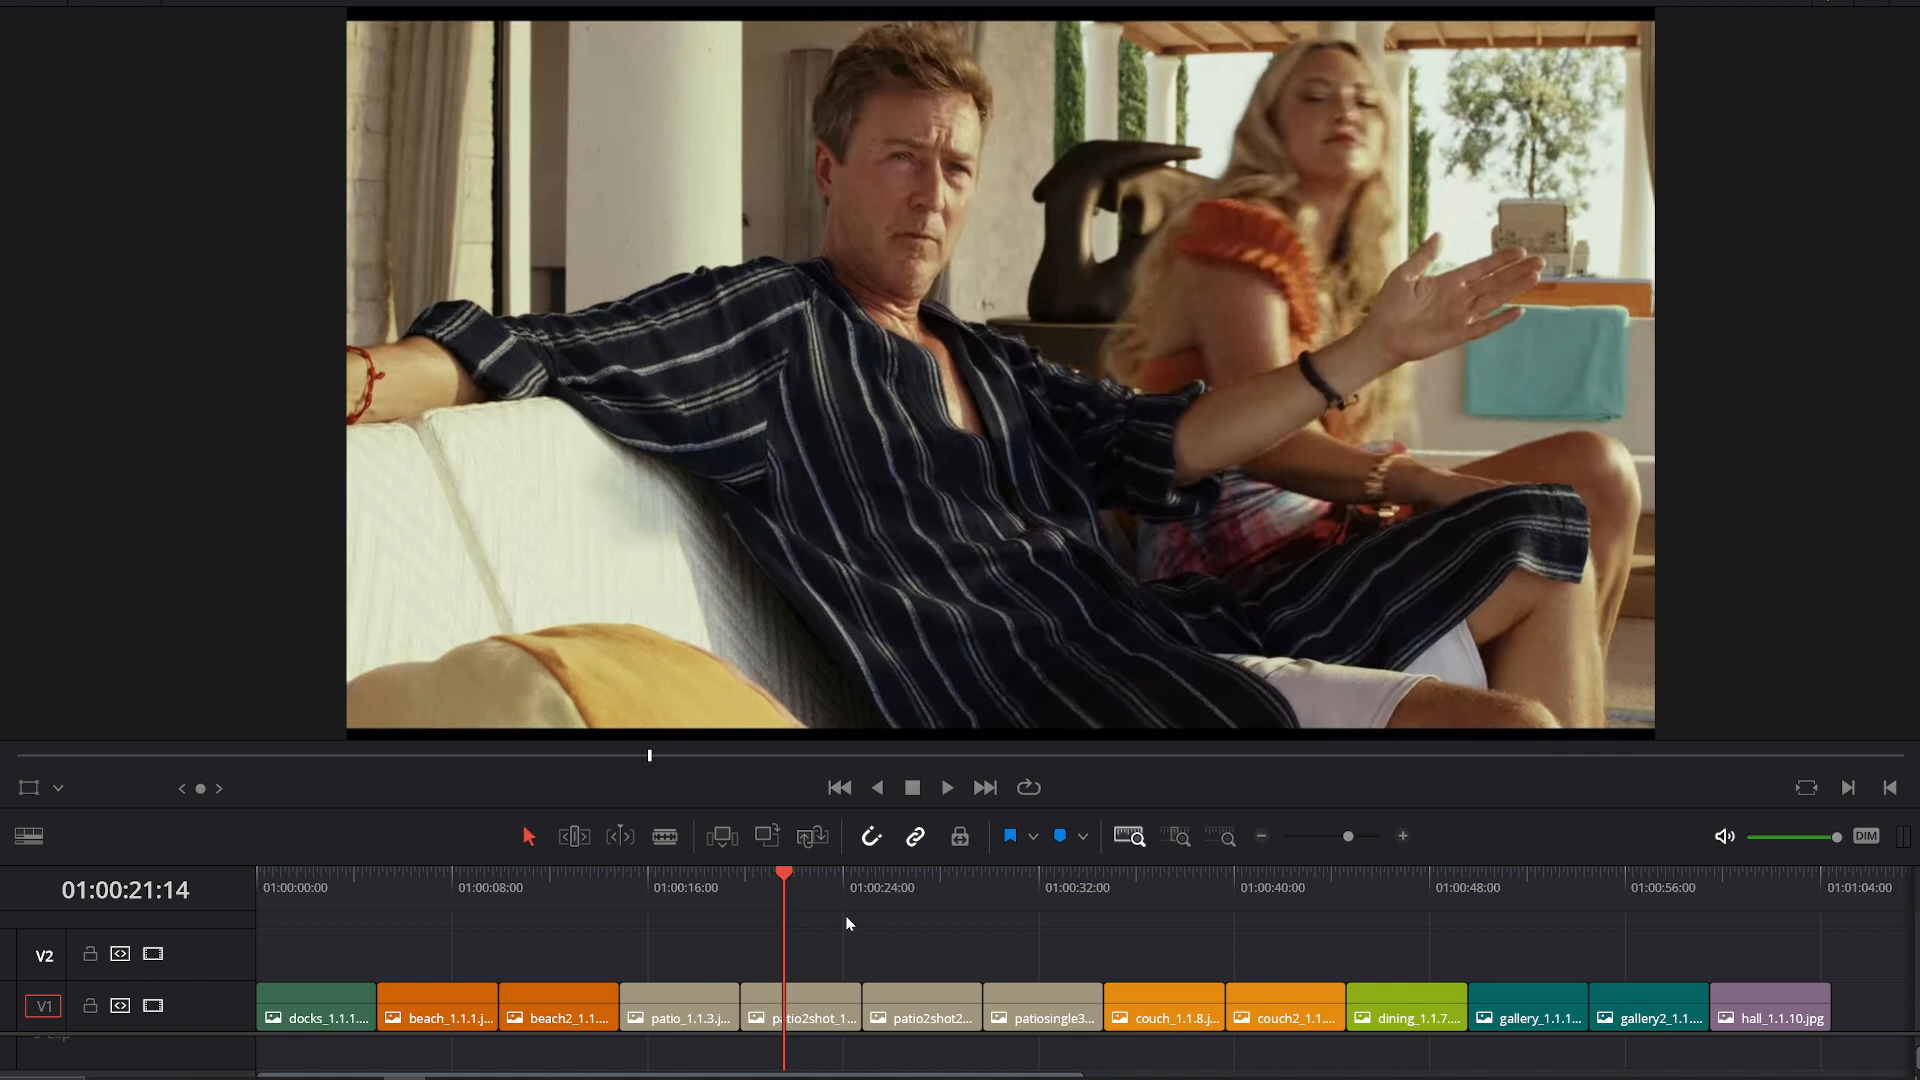 DIM
01:00:21:14
01:00:00:00 01:00:08:00 01:00:16:00 01:00:24:00 01:00:32:00 01:00:40:00 01:00:48:00 01:00:56:00 01:01:04:00
V2
V1
docks_1.1.1.... beach_1.1.1.j... beach2_1.1.... patio_1.1.3.j... patio2shot_1... patio2shot2... patiosingle3... couch_1.1.8.j... couch2_1.1.... dining_1.1.7.... gallery_1.1.1... gallery2_1.1.... hall_1.1.10.jpg